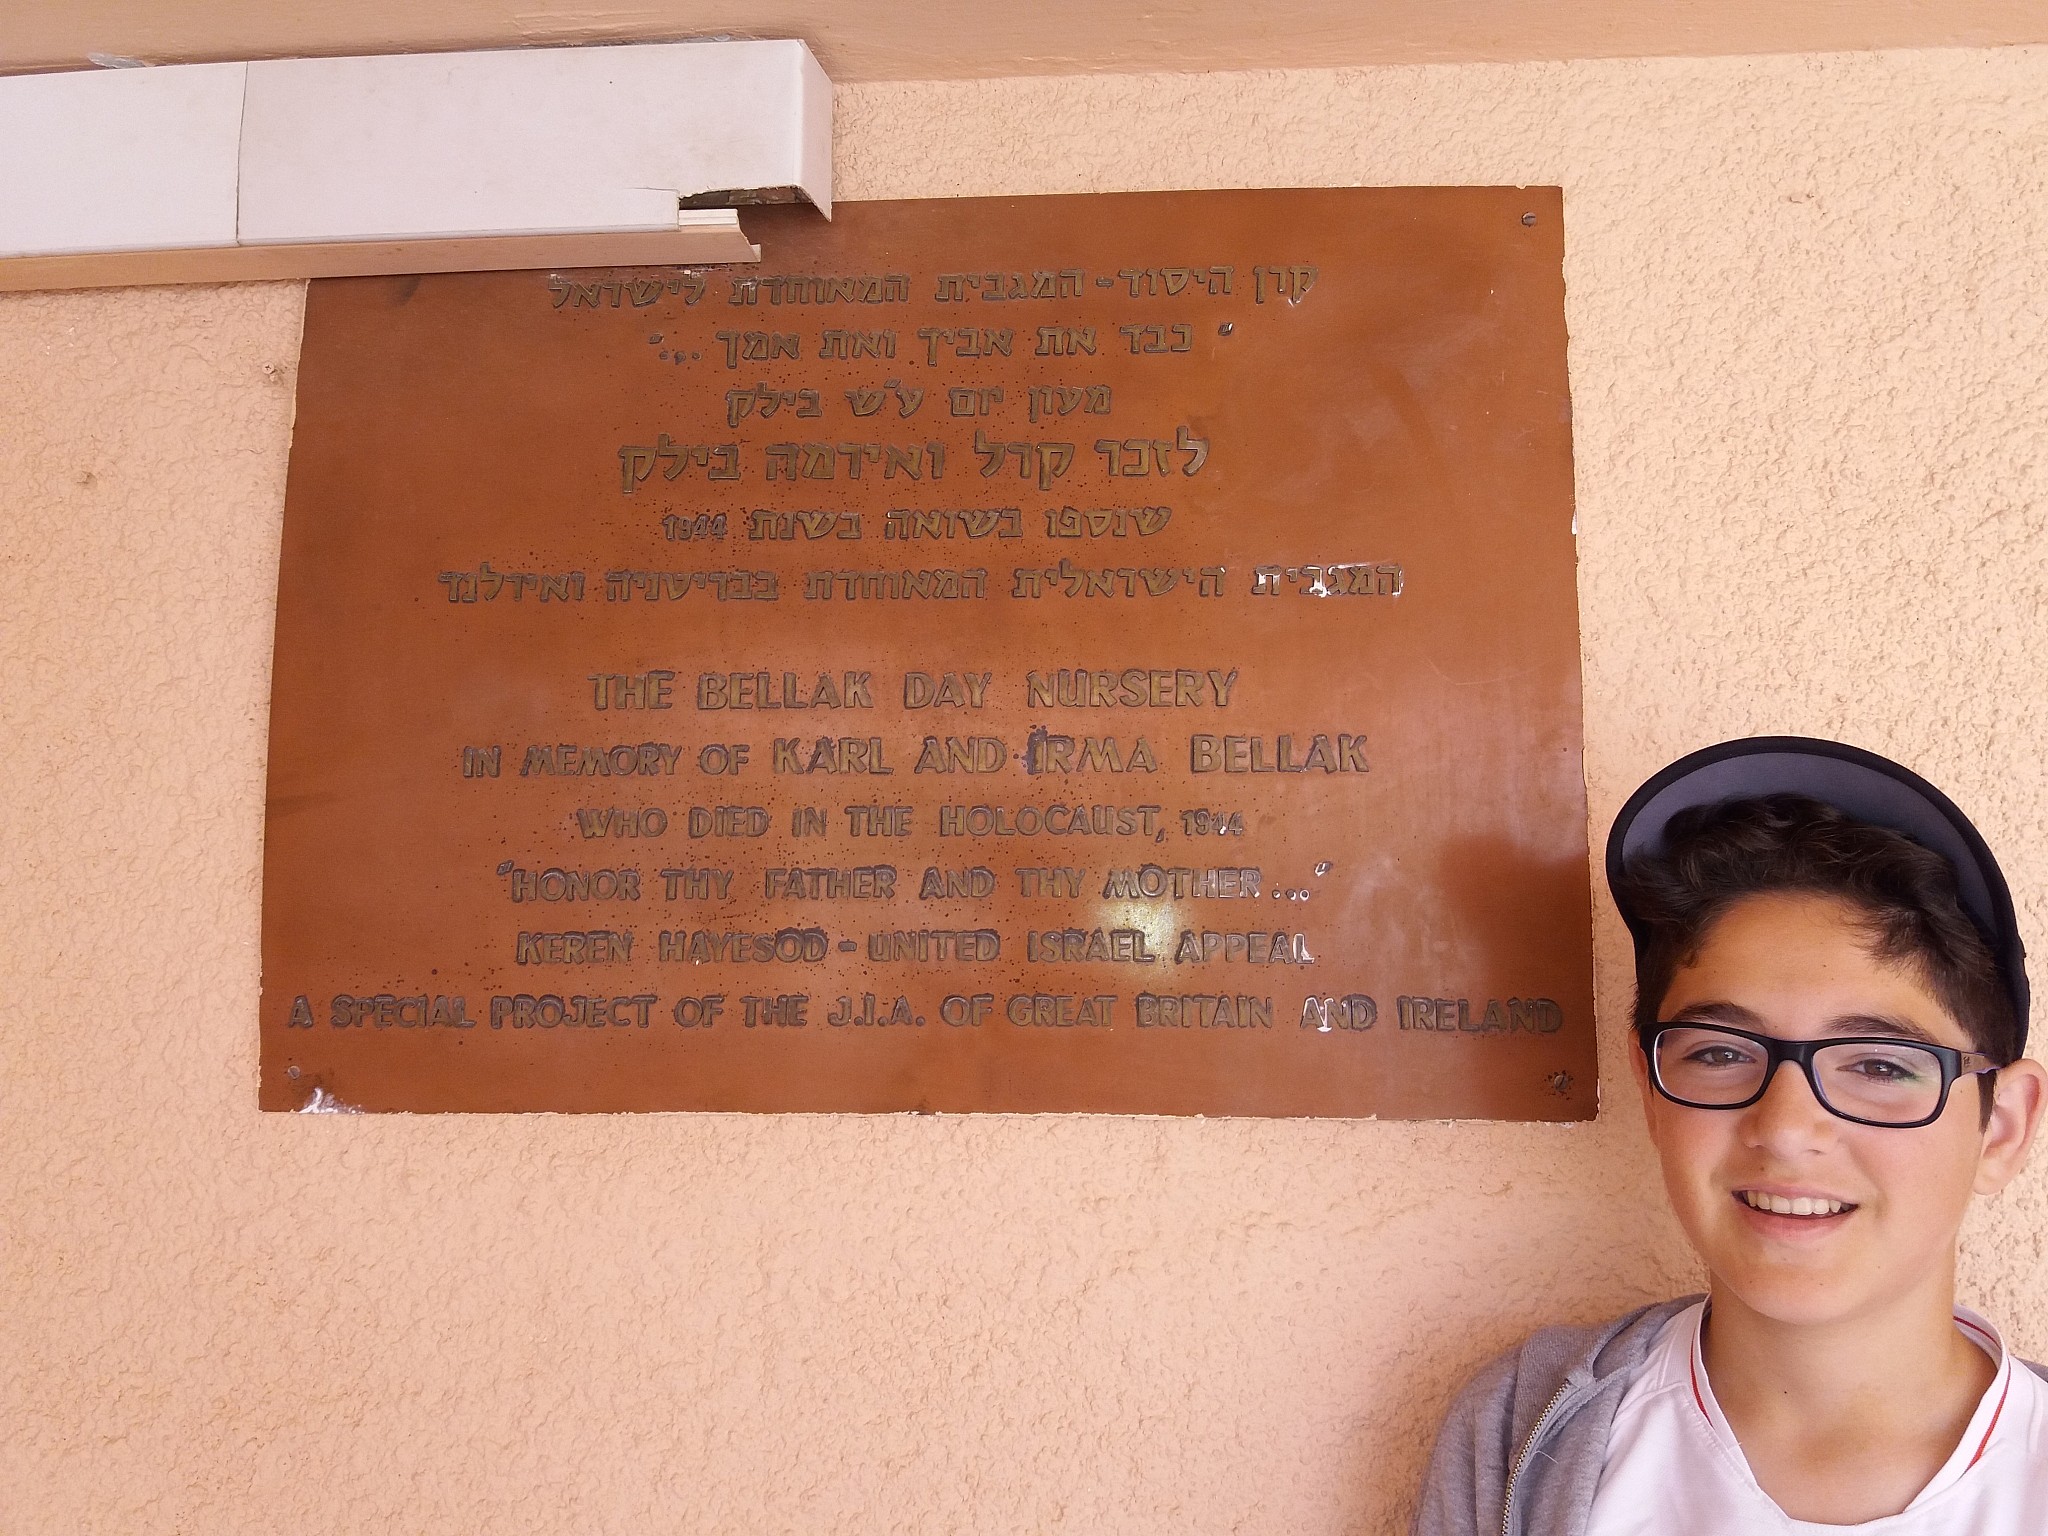 קרן היסוד - המגבית המאוחדת לישראל
" כבד את אביך ואת אמך ..."
מעון יום ע"ש בילק
לזכר קרל ואירמה בילק
שנספו בשואה בשנת 1944
המגבית הישראלית המאוחדת בבריטניה ואירלנד
THE BELLAK DAY NURSERY
IN MEMORY OF KARL AND IRMA BELLAK
WHO DIED IN THE HOLOCAUST, 1944
"HONOR THY FATHER AND THY MOTHER..."
KEREN HAYESOD - UNITED ISRAEL APPEAL
A SPECIAL PROJECT OF THE J.I.A. OF GREAT BRITAIN AND IRELAND